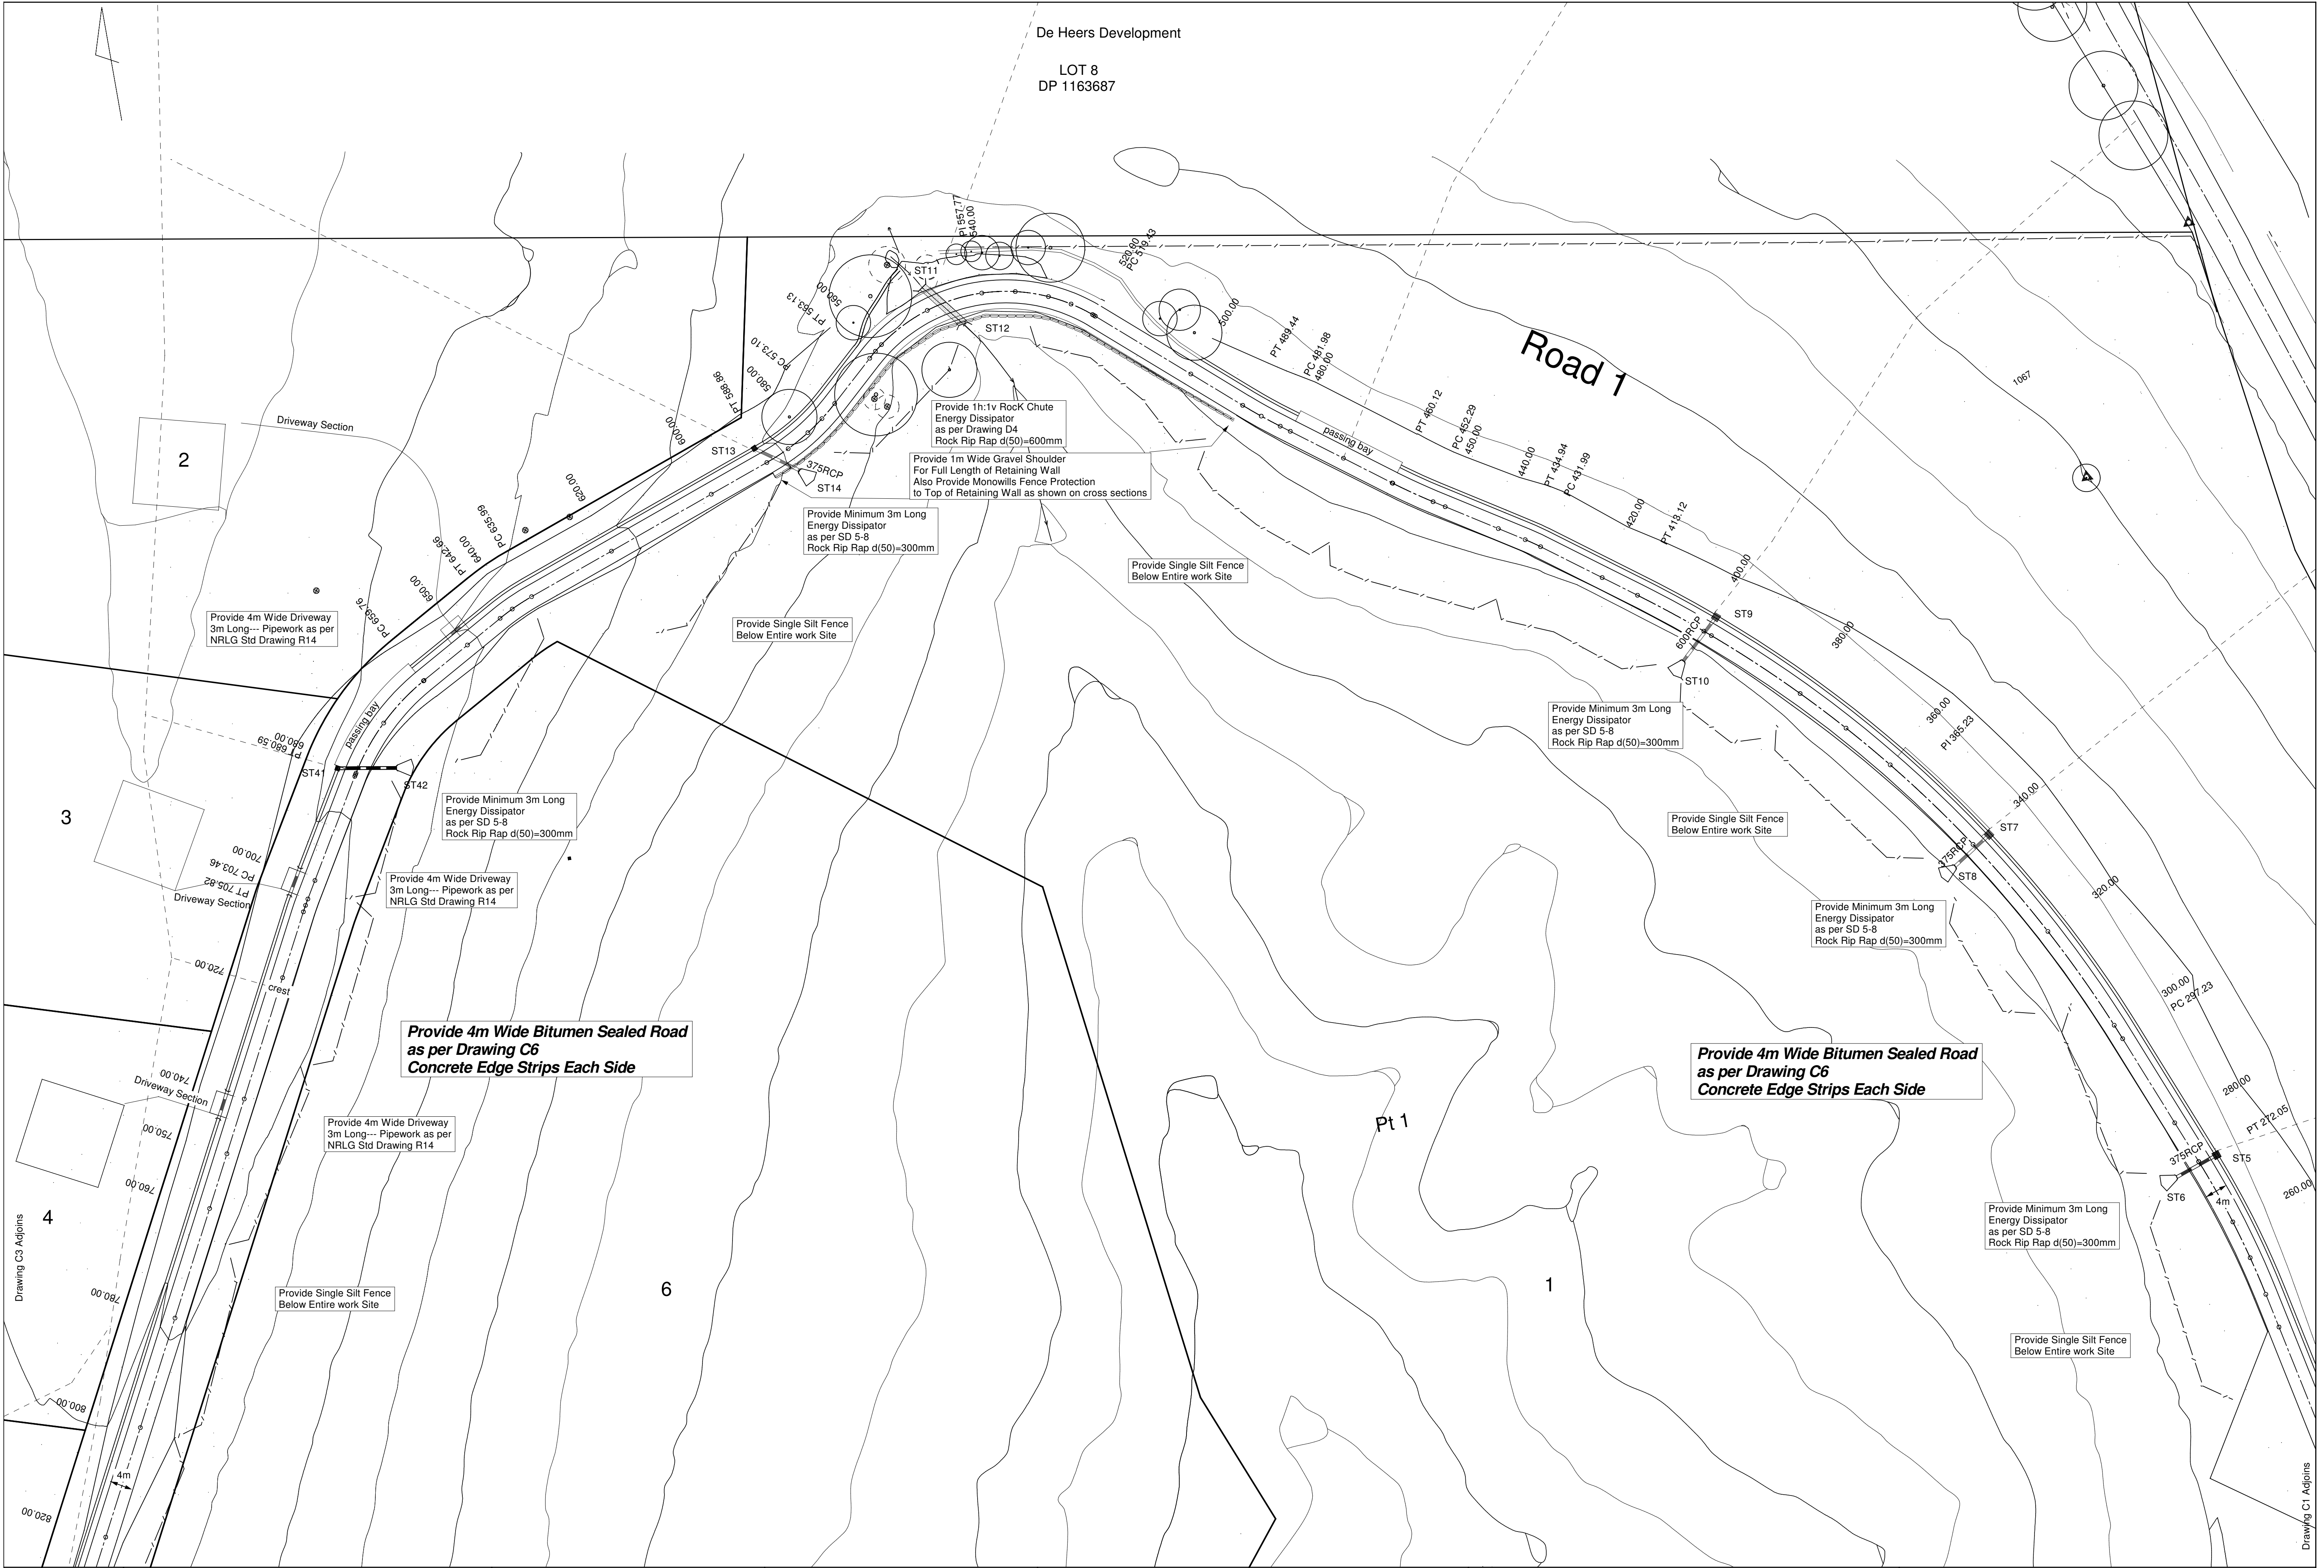 De Heers Development
LOT 8
DP 1163687
Road 1
1067
PI 557.77
540.00
520.00
PC 519.43
500.00
PT 489.44
PC 481.98
480.00
PT 460.12
PC 452.29
450.00
440.00
PT 434.94
PC 431.99
420.00
PT 413.12
400.00
380.00
360.00
PI 365.23
340.00
320.00
300.00
PC 297.23
280.00
PT 272.05
260.00
ST11
ST12
560.00
PT 563.13
PC 573.10
580.00
PT 588.86
600.00
620.00
PC 635.99
640.00
PT 642.66
650.00
PC 659.76
680.00
PT 680.59
700.00
PC 703.46
PT 705.82
720.00
740.00
750.00
760.00
780.00
800.00
820.00
Driveway Section
2
ST13
375RCP
ST14
passing bay
Provide 1h:1v RocK Chute
Energy Dissipator
as per Drawing D4
Rock Rip Rap d(50)=600mm
Provide 1m Wide Gravel Shoulder
For Full Length of Retaining Wall
Also Provide Monowills Fence Protection
to Top of Retaining Wall as shown on cross sections
Provide Minimum 3m Long
Energy Dissipator
as per SD 5-8
Rock Rip Rap d(50)=300mm
Provide Single Silt Fence
Below Entire work Site
Provide Single Silt Fence
Below Entire work Site
Provide 4m Wide Driveway
3m Long--- Pipework as per
NRLG Std Drawing R14
ST9
600RCP
ST10
Provide Minimum 3m Long
Energy Dissipator
as per SD 5-8
Rock Rip Rap d(50)=300mm
passing bay
ST41
ST42
3
Provide Minimum 3m Long
Energy Dissipator
as per SD 5-8
Rock Rip Rap d(50)=300mm
Provide Single Silt Fence
Below Entire work Site
ST7
375RCP
ST8
Provide 4m Wide Driveway
3m Long--- Pipework as per
NRLG Std Drawing R14
Driveway Section
Provide Minimum 3m Long
Energy Dissipator
as per SD 5-8
Rock Rip Rap d(50)=300mm
crest
Provide 4m Wide Bitumen Sealed Road
as per Drawing C6
Concrete Edge Strips Each Side
Provide 4m Wide Bitumen Sealed Road
as per Drawing C6
Concrete Edge Strips Each Side
Driveway Section
Pt 1
Provide 4m Wide Driveway
3m Long--- Pipework as per
NRLG Std Drawing R14
375RCP
ST5
ST6
4m
4
Provide Minimum 3m Long
Energy Dissipator
as per SD 5-8
Rock Rip Rap d(50)=300mm
6
1
Drawing C3 Adjoins
Provide Single Silt Fence
Below Entire work Site
Provide Single Silt Fence
Below Entire work Site
4m
Drawing C1 Adjoins